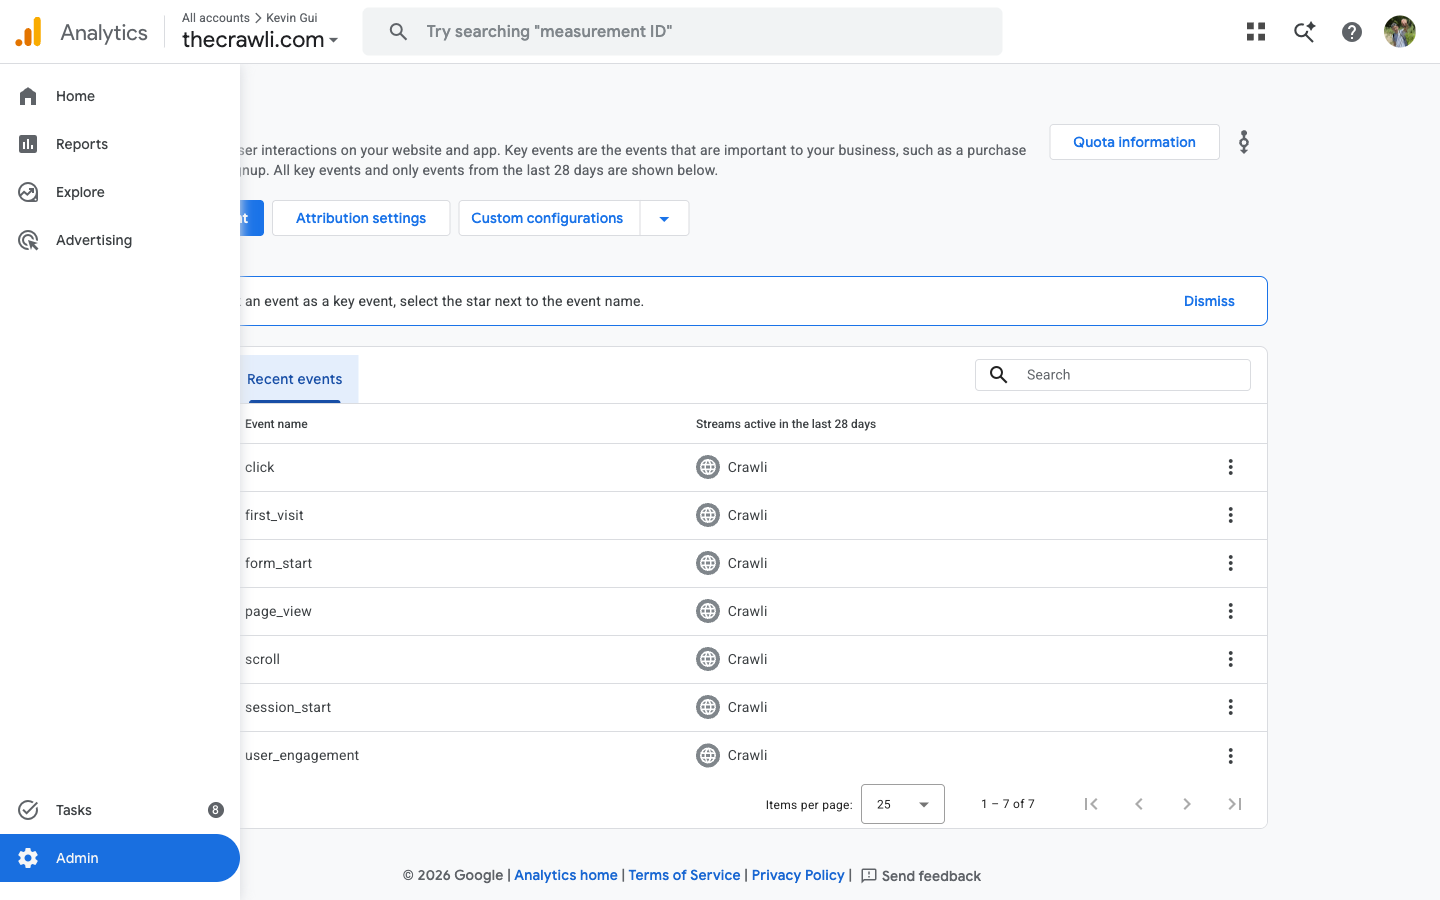 Analytics
All accounts > Kevin Gui
thecrawli.com
Try searching "measurement ID"
Home
Reports
Explore
Advertising
Tasks
8
Admin
ser interactions on your website and app. Key events are the events that are important to your business, such as a purchase
nup. All key events and only events from the last 28 days are shown below.
Quota information
nt
Attribution settings
Custom configurations
an event as a key event, select the star next to the event name.
Dismiss
Recent events
Search
Event name
Streams active in the last 28 days
click
Crawli
first_visit
Crawli
form_start
Crawli
page_view
Crawli
scroll
Crawli
session_start
Crawli
user_engagement
Crawli
Items per page:
25
1 – 7 of 7
© 2026 Google | Analytics home | Terms of Service | Privacy Policy | Send feedback